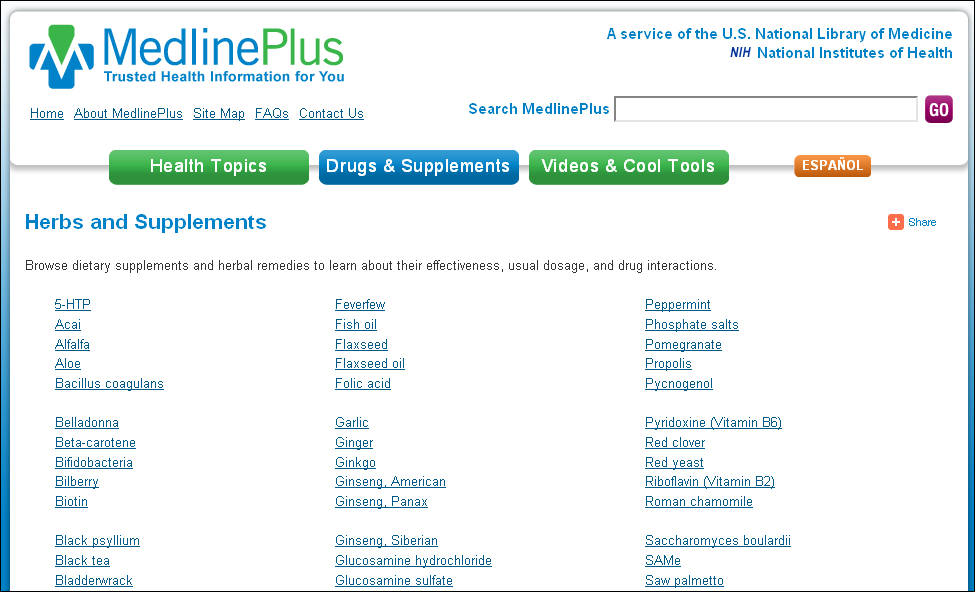 MedlinePlus
Trusted Health Information for You
A service of the U.S. National Library of Medicine
NIH National Institutes of Health
Home About MedlinePlus Site Map FAQs Contact Us
Search MedlinePlus GO
Health Topics Drugs & Supplements Videos & Cool Tools ESPAÑOL
Herbs and Supplements
Share
Browse dietary supplements and herbal remedies to learn about their effectiveness, usual dosage, and drug interactions.
5-HTP
Acai
Alfalfa
Aloe
Bacillus coagulans
Belladonna
Beta-carotene
Bifidobacteria
Bilberry
Biotin
Black psyllium
Black tea
Bladderwrack
Feverfew
Fish oil
Flaxseed
Flaxseed oil
Folic acid
Garlic
Ginger
Ginkgo
Ginseng, American
Ginseng, Panax
Ginseng, Siberian
Glucosamine hydrochloride
Glucosamine sulfate
Peppermint
Phosphate salts
Pomegranate
Propolis
Pycnogenol
Pyridoxine (Vitamin B6)
Red clover
Red yeast
Riboflavin (Vitamin B2)
Roman chamomile
Saccharomyces boulardii
SAMe
Saw palmetto